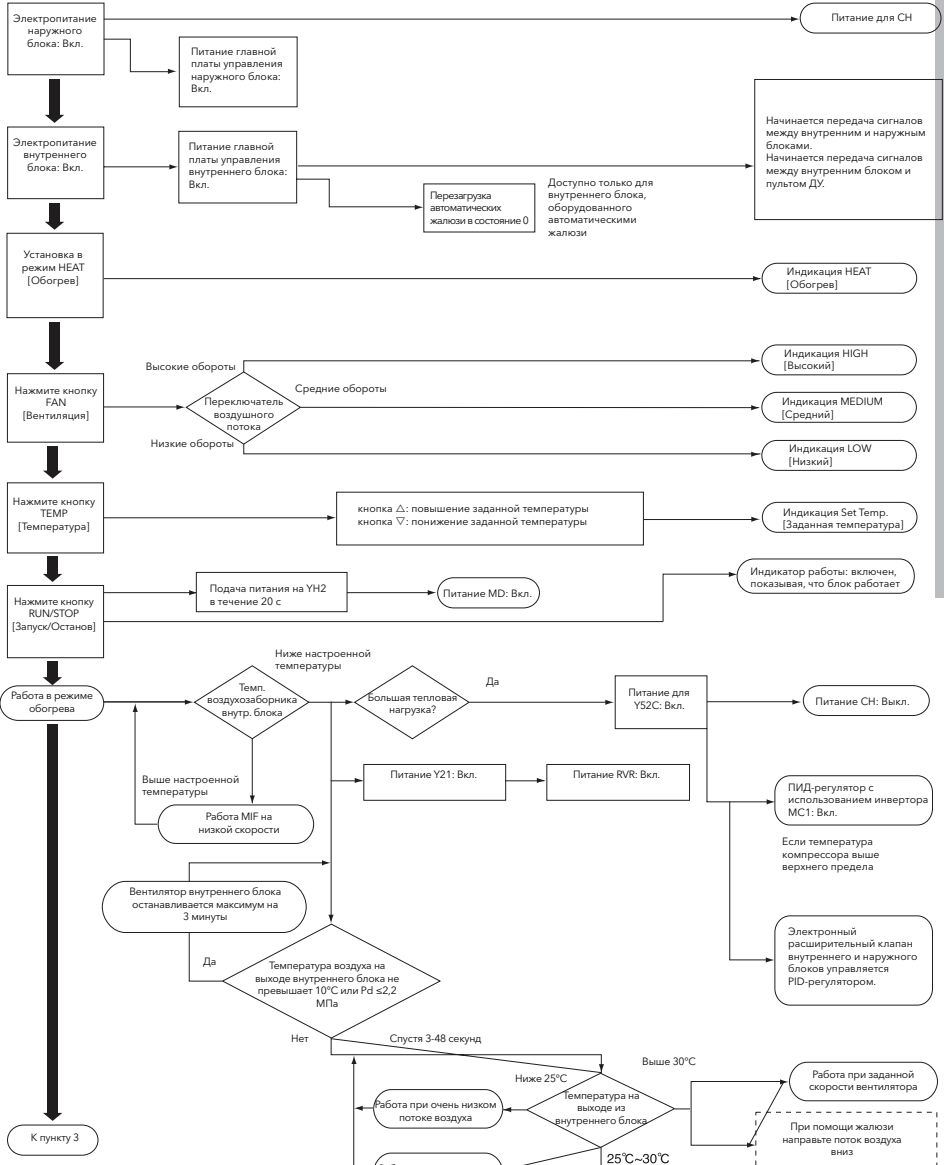 Электропитание
наружного
блока: Вкл.
Питание для CH
Питание главной
платы управления
наружного блока:
Вкл.
Электропитание
внутреннего
блока: Вкл.
Питание главной
платы управления
внутреннего блока:
Вкл.
Начинается передача сигналов
между внутренним и наружным
блоками.
Начинается передача сигналов
между внутренним блоком и
пультом ДУ.
Перезагрузка
автоматических
жалюзи в состояние 0
Доступно только для
внутреннего блока,
оборудованного
автоматическими
жалюзи
Установка в
режим HEAT
[Обогрев]
Индикация HEAT
[Обогрев]
Нажмите кнопку
FAN
[Вентиляция]
Высокие обороты
Средние обороты
Переключатель
воздушного
потока
Низкие обороты
Индикация HIGH
[Высокий]
Индикация MEDIUM
[Средний]
Индикация LOW
[Низкий]
Нажмите кнопку
TEMP
[Температура]
кнопка △: повышение заданной температуры
кнопка ▽: понижение заданной температуры
Индикация Set Temp.
[Заданная температура]
Нажмите кнопку
RUN/STOP
[Запуск/Останов]
Подача питания на YH2
в течение 20 с
Питание MD: Вкл.
Индикатор работы: включен,
показывая, что блок работает
Работа в режиме
обогрева
Ниже настроенной
температуры
Темп.
воздухозаборника
внутр. блока
Большая тепловая
нагрузка?
Да
Питание для
Y52C: Вкл.
Питание CH: Выкл.
Выше настроенной
температуры
Работа MIF на
низкой скорости
Питание Y21: Вкл.
Питание RVR: Вкл.
ПИД-регулятор с
использованием инвертора
MC1: Вкл.
Если температура
компрессора выше
верхнего предела
Вентилятор внутреннего блока
останавливается максимум на
3 минуты
Да
Температура воздуха на
выходе внутреннего блока не
превышает 10°C или Pd ≤2,2
МПа
Электронный
расширительный клапан
внутреннего и наружного
блоков управляется
PID-регулятором.
Нет
Спустя 3-48 секунд
Выше 30°C
Ниже 25°C
Температура на
выходе из
внутреннего блока
Работа при очень низком
потоке воздуха
Работа при заданной
скорости вентилятора
При помощи жалюзи
направьте поток воздуха
вниз
К пункту 3
25°C~30°C